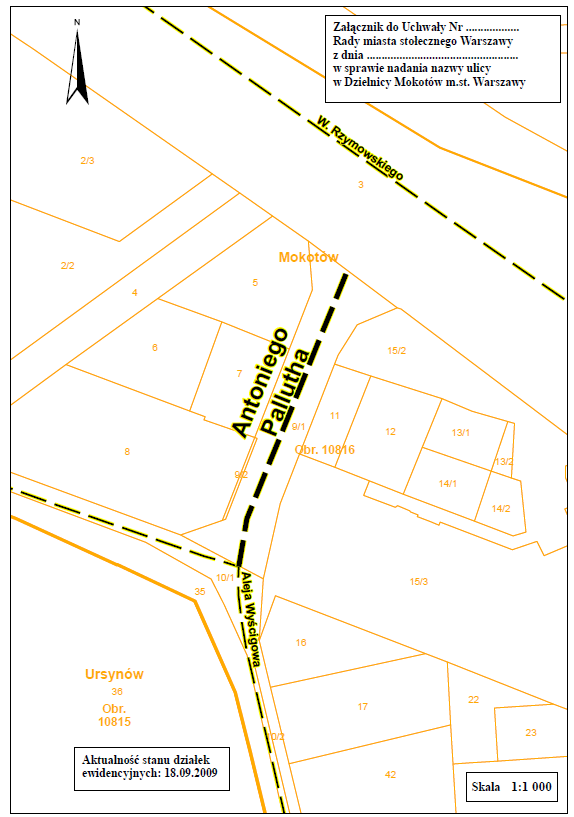 N
Załącznik do Uchwały Nr ..................
Rady miasta stołecznego Warszawy
z dnia ...................................................
w sprawie nadania nazwy ulicy
w Dzielnicy Mokotów m.st. Warszawy
W. Rzymowskiego
2/3
3
Mokotów
2/2
4
5
6
7
Antoniego
Pallutha
15/2
9/1
11
12
13/1
Obr. 10816
8
9/2
13/2
14/1
14/2
10/1
35
Aleja Wyścigowa
15/3
16
Ursynów
36
Obr.
10815
17
22
23
10/2
42
Aktualność stanu działek
ewidencyjnych: 18.09.2009
Skala 1:1 000